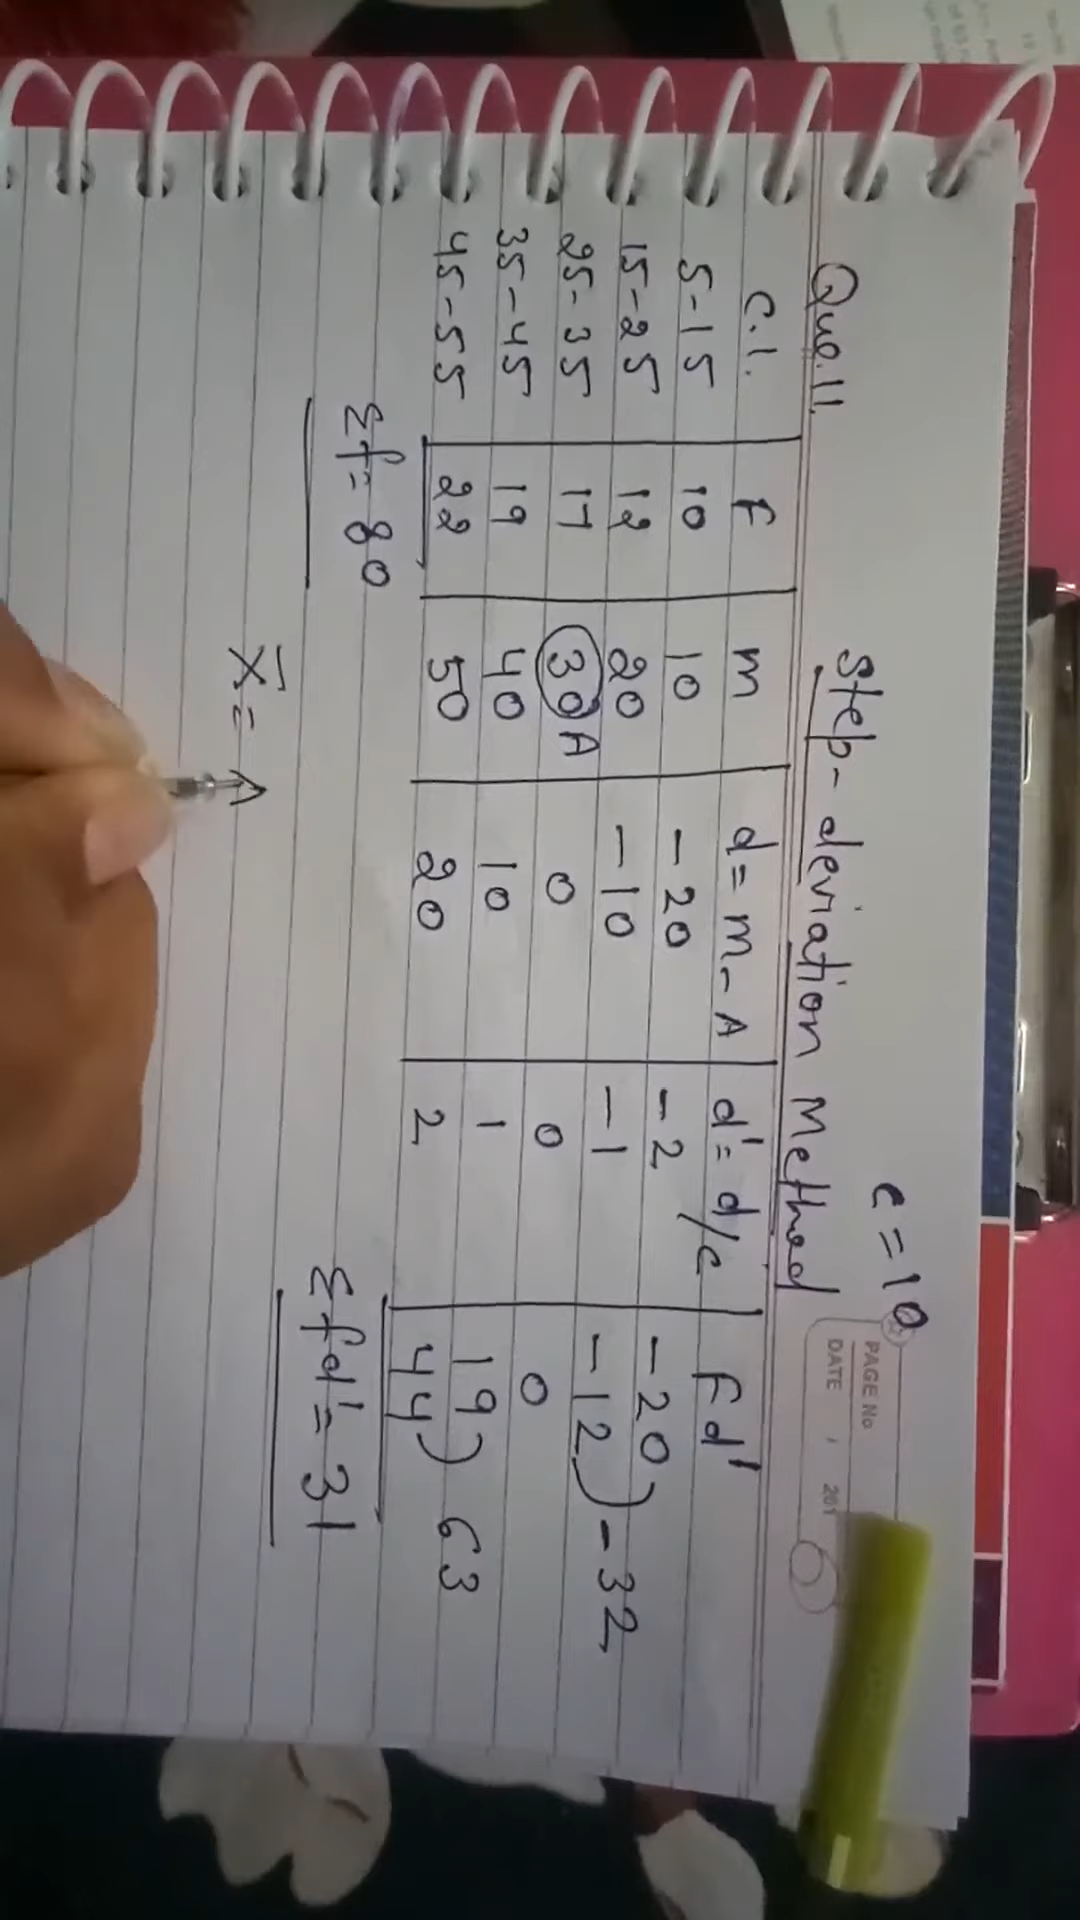 c = 10
PAGE No
DATE 201
Que.11. Step-deviation Method
C.I. F m d = m - A d' = d/c Fd'
5-15 10 10 -20 -2 -20
15-25 12 20 -10 -1 -12) -32
25-35 17 30 A 0 0 0
35-45 19 40 10 1 19
45-55 22 50 20 2 44) 63
Σf = 80 Σfd' = 31
X̄ = A